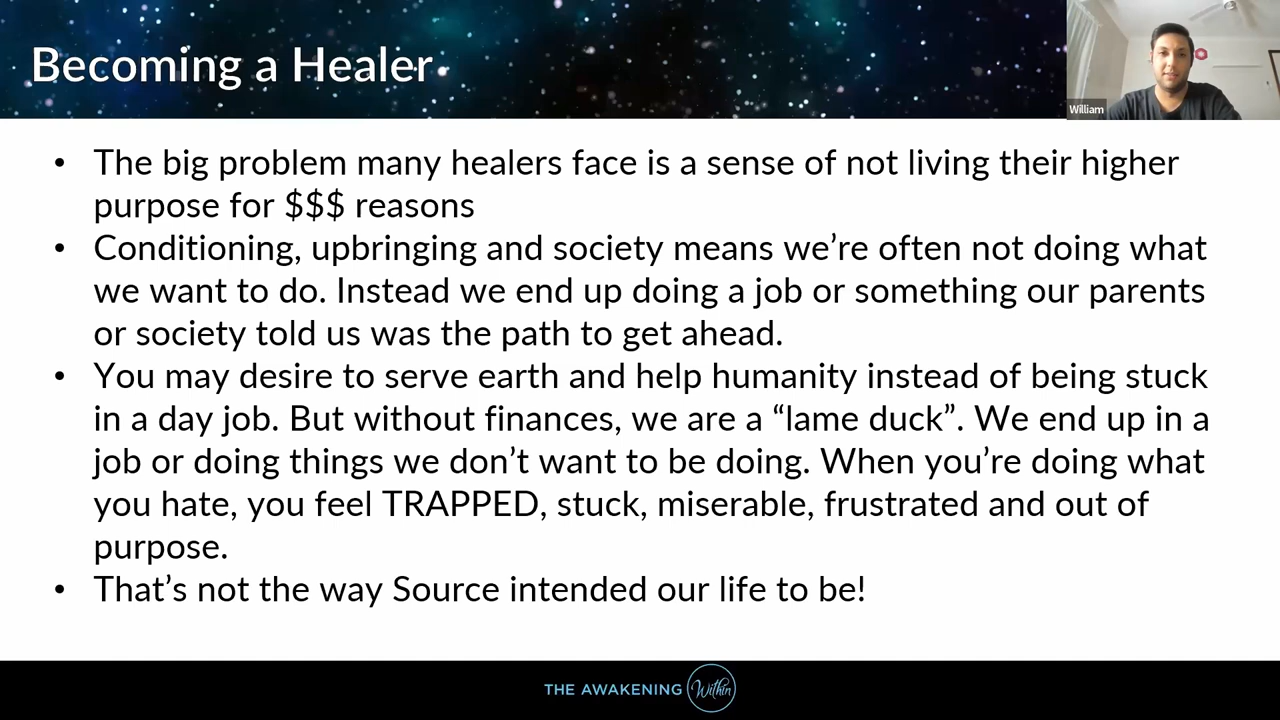 Becoming a Healer
William
• The big problem many healers face is a sense of not living their higher
purpose for $$$ reasons
• Conditioning, upbringing and society means we’re often not doing what
we want to do. Instead we end up doing a job or something our parents
or society told us was the path to get ahead.
• You may desire to serve earth and help humanity instead of being stuck
in a day job. But without finances, we are a “lame duck”. We end up in a
job or doing things we don’t want to be doing. When you’re doing what
you hate, you feel TRAPPED, stuck, miserable, frustrated and out of
purpose.
• That’s not the way Source intended our life to be!
THE AWAKENING Within